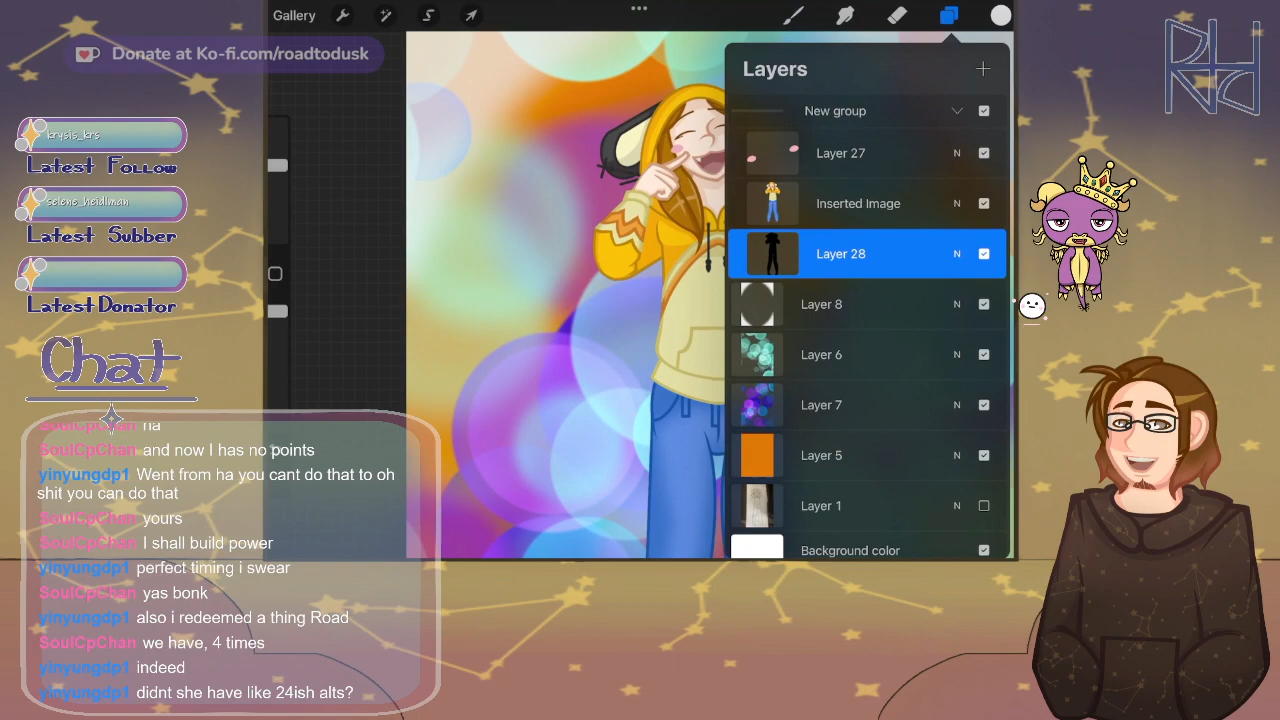 Gallery
Donate at Ko-fi.com/roadtodusk
krysis_krs
Latest Follow
selene_heidlman
Latest Subber
Latest Donator
Chat
SoulCpChan ha
SoulCpChan and now I has no points
yinyungdp1 Went from ha you cant do that to oh
shit you can do that
SoulCpChan yours
SoulCpChan I shall build power
yinyungdp1 perfect timing i swear
SoulCpChan yas bonk
yinyungdp1 also i redeemed a thing Road
SoulCpChan we have, 4 times
yinyungdp1 indeed
yinyungdp1 didnt she have like 24ish alts?
Layers
New group
Layer 27 N
Inserted Image N
Layer 28 N
Layer 8 N
Layer 6 N
Layer 7 N
Layer 5 N
Layer 1 N
Background color